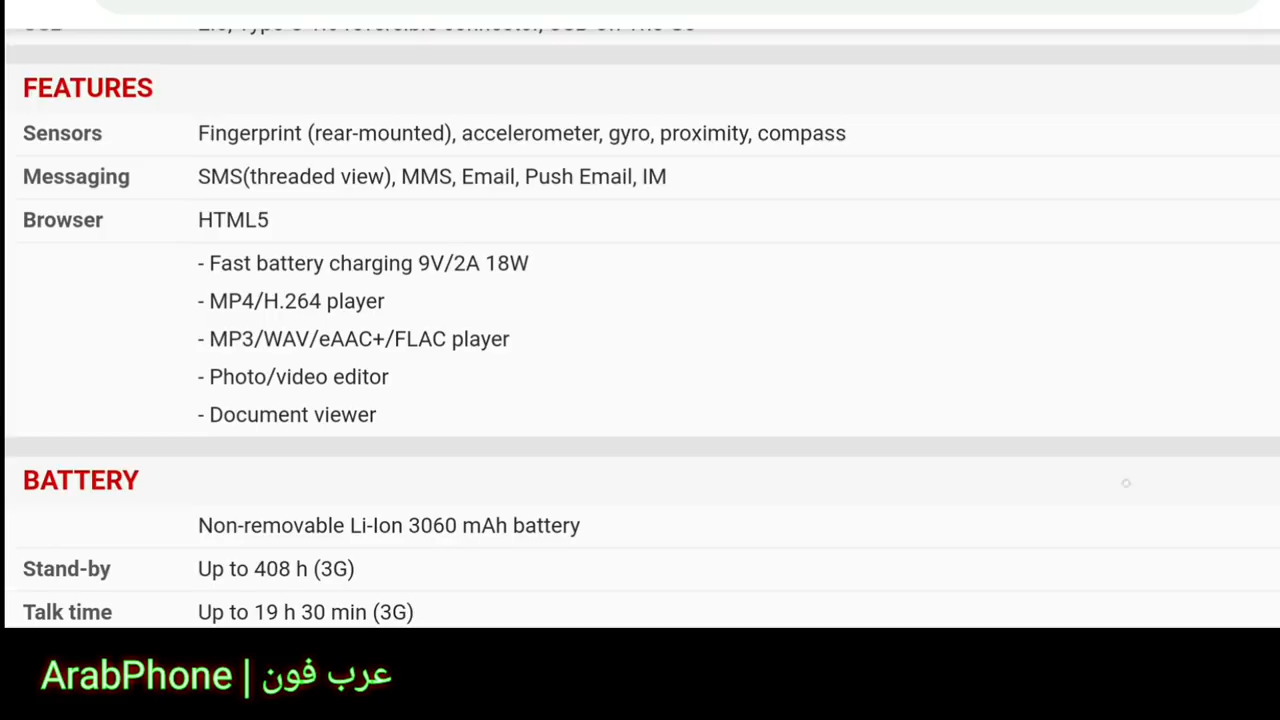 FEATURES
Sensors Fingerprint (rear-mounted), accelerometer, gyro, proximity, compass
Messaging SMS(threaded view), MMS, Email, Push Email, IM
Browser HTML5
- Fast battery charging 9V/2A 18W
- MP4/H.264 player
- MP3/WAV/eAAC+/FLAC player
- Photo/video editor
- Document viewer
BATTERY
Non-removable Li-Ion 3060 mAh battery
Stand-by Up to 408 h (3G)
Talk time Up to 19 h 30 min (3G)
ArabPhone | عرب فون